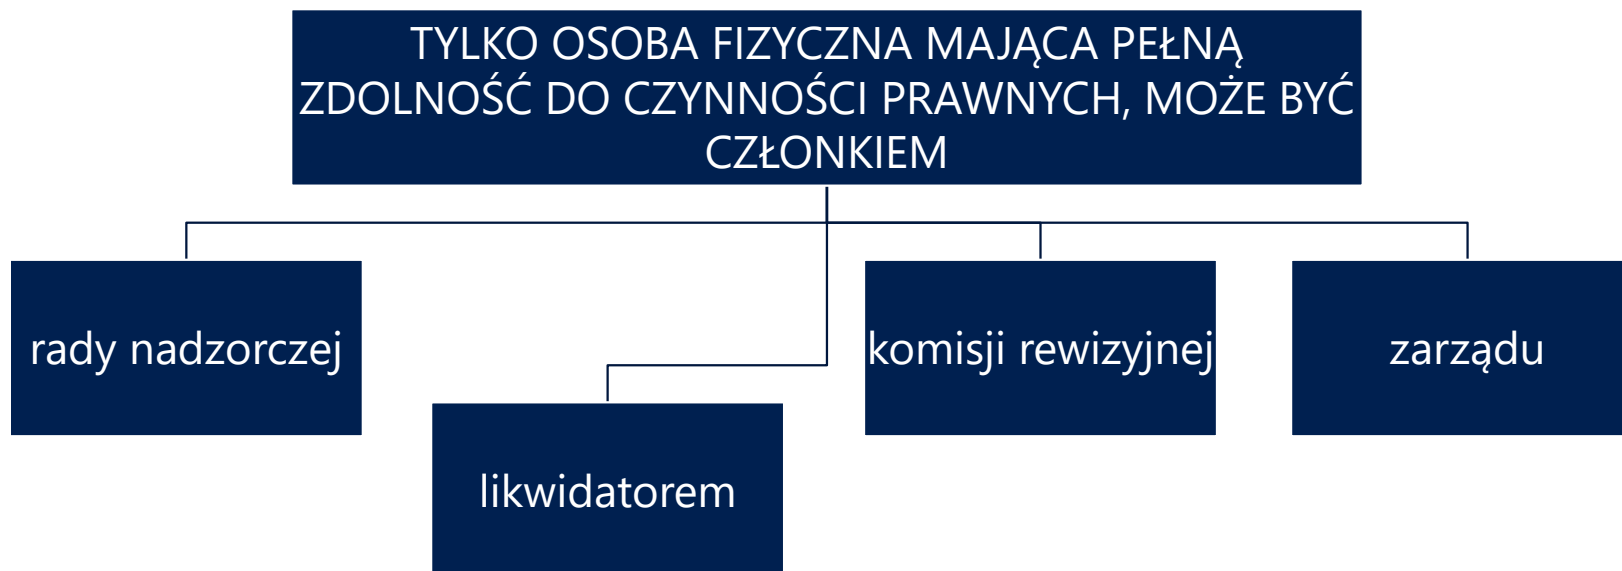 TYLKO OSOBA FIZYCZNA MAJĄCA PEŁNĄ
ZDOLNOŚĆ DO CZYNNOŚCI PRAWNYCH, MOŻE BYĆ
CZŁONKIEM
rady nadzorczej
likwidatorem
komisji rewizyjnej
zarządu